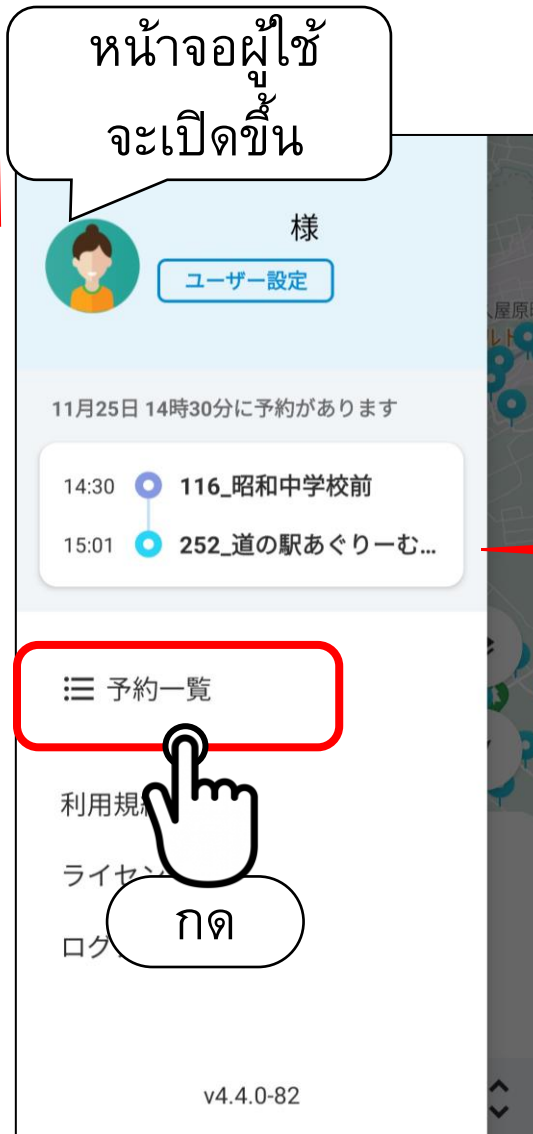 หน้าจอผู้ใช้
จะเปิดขึ้น
様
ユーザー設定
11月25日 14時30分に予約があります
14:30 116_昭和中学校前
15:01 252_道の駅あぐりーむ...
予約一覧
利用規
ライセン
ログ
กด
v4.4.0-82